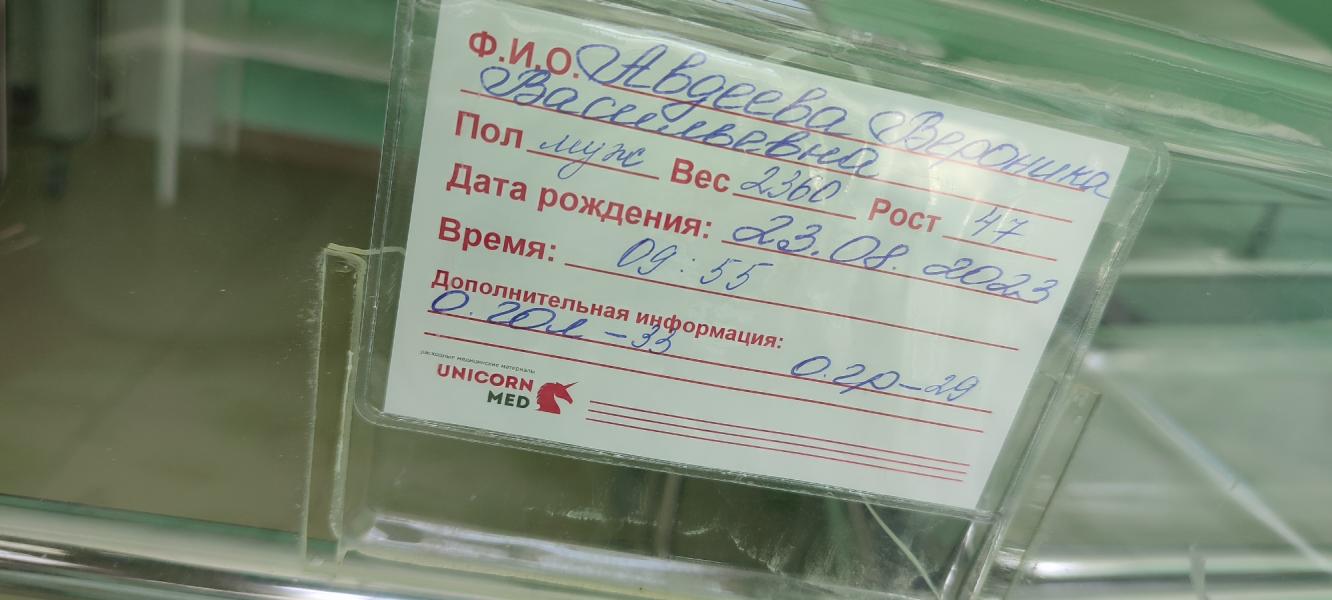 Ф.И.О. Авдеева Вероника
Васильевна
Пол муж Вес 2360 Рост 47
Дата рождения: 23.08.2023
Время: 09:55
Дополнительная информация:
О.гол - 33 О.гр - 29
расходные медицинские материалы
UNICORN
MED